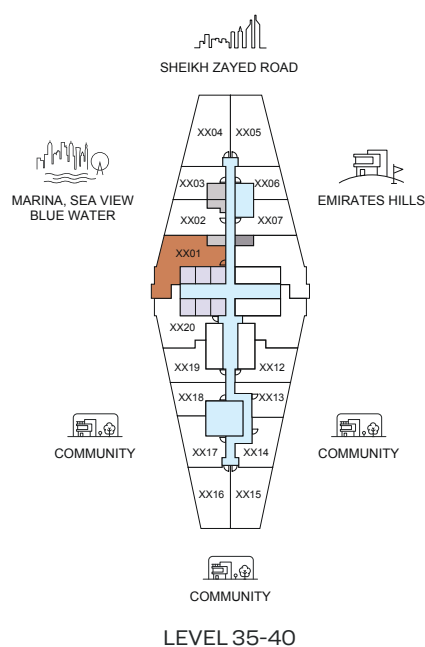 SHEIKH ZAYED ROAD
XX04
XX05
MARINA, SEA VIEW
BLUE WATER
XX03
XX06
EMIRATES HILLS
XX02
XX07
XX01
XX20
XX19
XX12
XX18
XX13
COMMUNITY
XX17
XX14
COMMUNITY
XX16
XX15
COMMUNITY
LEVEL 35-40